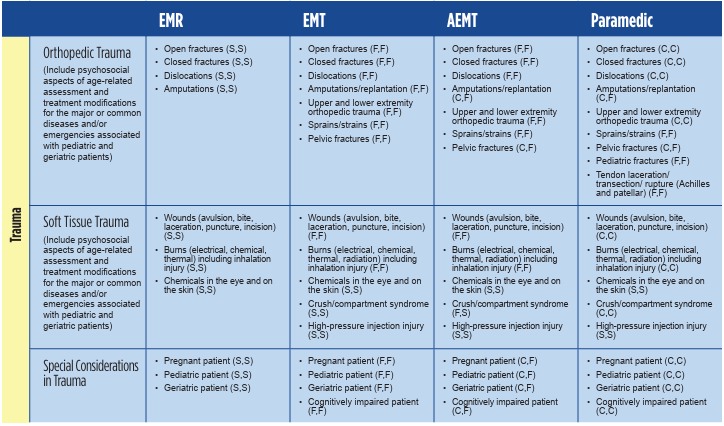 EMR EMT AEMT Paramedic
Trauma
Orthopedic Trauma
(Include psychosocial
aspects of age-related
assessment and
treatment modifications
for the major or common
diseases and/or
emergencies associated
with pediatric and
geriatric patients)
• Open fractures (S,S)
• Closed fractures (S,S)
• Dislocations (S,S)
• Amputations (S,S)
• Open fractures (F,F)
• Closed fractures (F,F)
• Dislocations (F,F)
• Amputations/replantation (F,F)
• Upper and lower extremity
orthopedic trauma (F,F)
• Sprains/strains (F,F)
• Pelvic fractures (F,F)
• Open fractures (F,F)
• Closed fractures (F,F)
• Dislocations (F,F)
• Amputations/replantation
(C,F)
• Upper and lower extremity
orthopedic trauma (F,F)
• Sprains/strains (F,F)
• Pelvic fractures (C,F)
• Open fractures (C,C)
• Closed fractures (C,C)
• Dislocations (C,C)
• Amputations/replantation
(C,F)
• Upper and lower extremity
orthopedic trauma (C,C)
• Sprains/strains (F,F)
• Pelvic fractures (C,F)
• Pediatric fractures (F,F)
• Tendon laceration/
transection/ rupture (Achilles
and patellar) (F,F)
Soft Tissue Trauma
(Include psychosocial
aspects of age-related
assessment and
treatment modifications
for the major or common
diseases and/or
emergencies associated
with pediatric and
geriatric patients)
• Wounds (avulsion, bite,
laceration, puncture, incision)
(S,S)
• Burns (electrical, chemical,
thermal) including inhalation
injury (S,S)
• Chemicals in the eye and on
the skin (S,S)
• Wounds (avulsion, bite,
laceration, puncture, incision)
(F,F)
• Burns (electrical, chemical,
thermal, radiation) including
inhalation injury (F,F)
• Chemicals in the eye and on
the skin (S,S)
• Crush/compartment syndrome
(S,S)
• High-pressure injection injury
(S,S)
• Wounds (avulsion, bite,
laceration, puncture, incision)
(F,F)
• Burns (electrical, chemical,
thermal, radiation) including
inhalation injury (F,F)
• Chemicals in the eye and on
the skin (S,S)
• Crush/compartment syndrome
(F,S)
• High-pressure injection injury
(S,S)
• Wounds (avulsion, bite,
laceration, puncture, incision)
(C,C)
• Burns (electrical, chemical,
thermal, radiation) including
inhalation injury (C,C)
• Chemicals in the eye and on
the skin (S,S)
• Crush/compartment syndrome
(C,C)
• High-pressure injection injury
(S,S)
Special Considerations
in Trauma
• Pregnant patient (S,S)
• Pediatric patient (S,S)
• Geriatric patient (S,S)
• Pregnant patient (F,F)
• Pediatric patient (F,F)
• Geriatric patient (F,F)
• Cognitively impaired patient
(F,F)
• Pregnant patient (C,F)
• Pediatric patient (C,F)
• Geriatric patient (C,F)
• Cognitively impaired patient
(C,F)
• Pregnant patient (C,C)
• Pediatric patient (C,C)
• Geriatric patient (C,C)
• Cognitively impaired patient
(C,C)